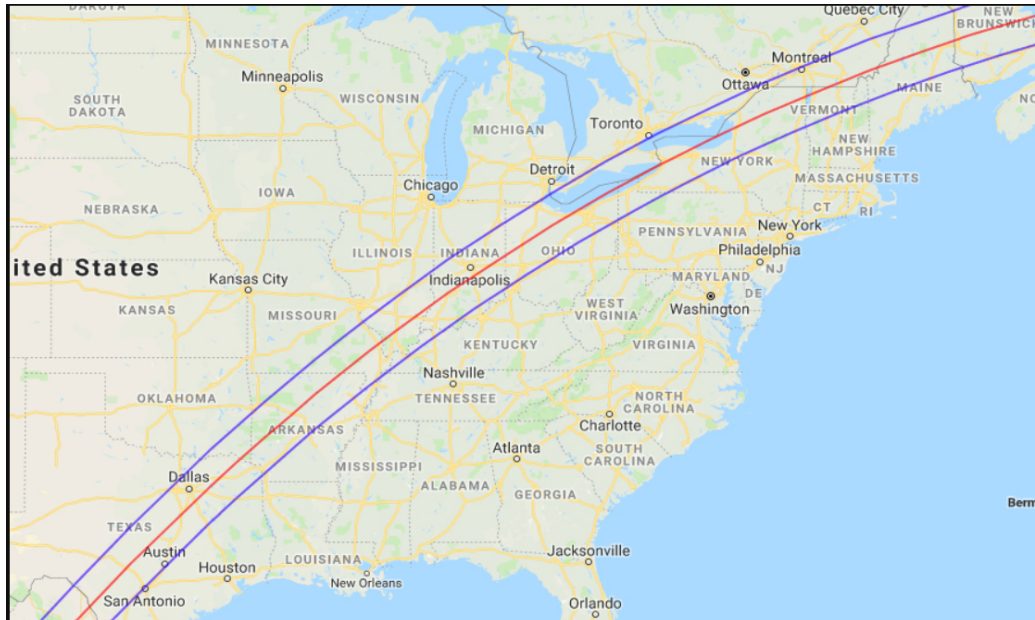 DAKOTA
Quebec City
NEW
BRUNSWICK
MINNESOTA
Montreal
Ottawa
Minneapolis
MAINE
SOUTH
DAKOTA
WISCONSIN
VERMONT
Toronto
MICHIGAN
NEW
HAMPSHIRE
NEW YORK
Detroit
MASSACHUSETTS
Chicago
IOWA
CT
RI
NEBRASKA
New York
PENNSYLVANIA
Philadelphia
ILLINOIS
INDIANA
OHIO
ited States
NJ
MARYLAND
Kansas City
Indianapolis
DE
KANSAS
MISSOURI
WEST
VIRGINIA
Washington
KENTUCKY
VIRGINIA
Nashville
OKLAHOMA
TENNESSEE
NORTH
CAROLINA
Charlotte
ARKANSAS
Atlanta
SOUTH
CAROLINA
MISSISSIPPI
Dallas
ALABAMA
GEORGIA
Berm
TEXAS
Austin
LOUISIANA
Jacksonville
Houston
New Orleans
San Antonio
Orlando